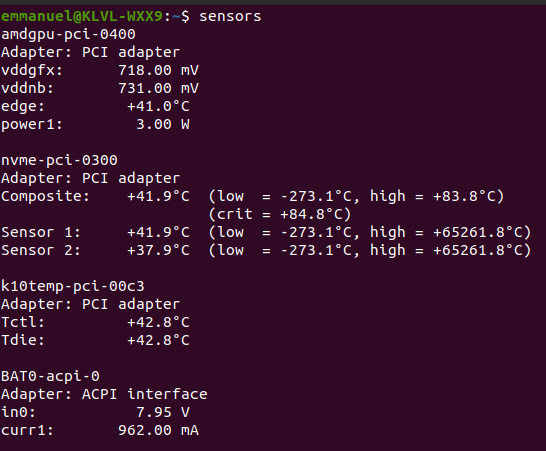 emmanuel@KLVL-WXX9:~$ sensors
amdgpu-pci-0400
Adapter: PCI adapter
vddgfx:      718.00 mV
vddnb:       731.00 mV
edge:         +41.0°C
power1:        3.00 W

nvme-pci-0300
Adapter: PCI adapter
Composite:    +41.9°C  (low  = -273.1°C, high = +83.8°C)
                       (crit = +84.8°C)
Sensor 1:     +41.9°C  (low  = -273.1°C, high = +65261.8°C)
Sensor 2:     +37.9°C  (low  = -273.1°C, high = +65261.8°C)

k10temp-pci-00c3
Adapter: PCI adapter
Tctl:         +42.8°C
Tdie:         +42.8°C

BAT0-acpi-0
Adapter: ACPI interface
in0:           7.95 V
curr1:       962.00 mA